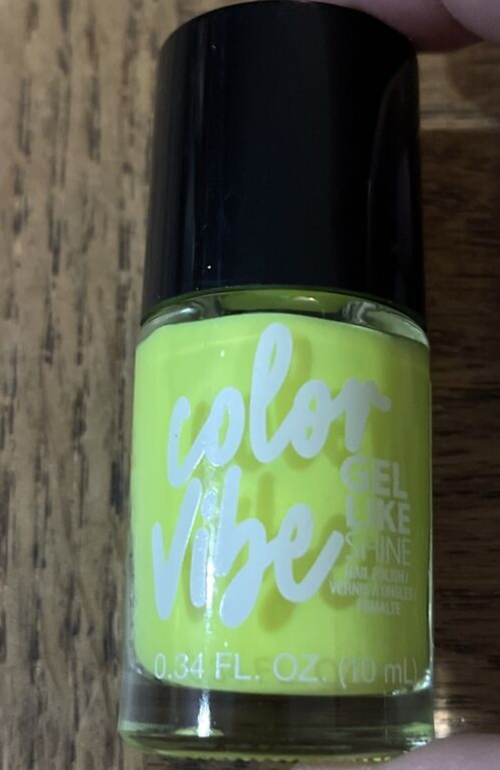 color
vibe
GEL
LIKE
SHINE
NAIL POLISH /
VERNIS À ONGLES /
ESMALTE
0.34 FL. OZ. (10 mL)